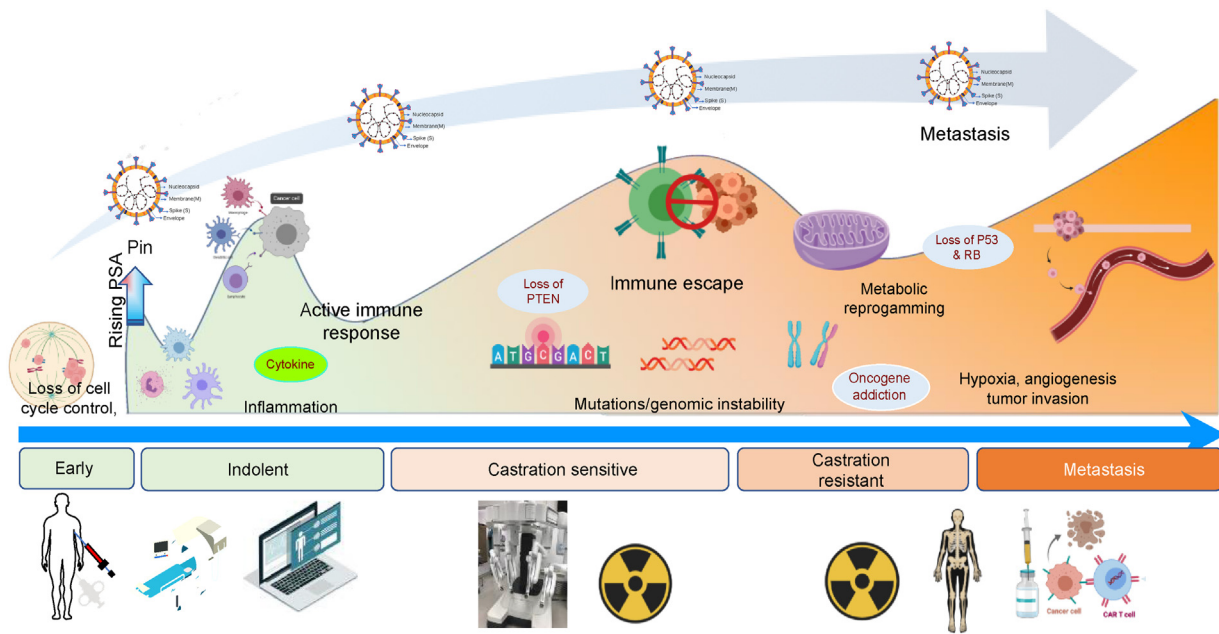 Nucleocapsid
Membrane(M)
Spike (S)
Envelope
Nucleocapsid
Membrane(M)
Spike (S)
Envelope
Nucleocapsid
Membrane(M)
Spike (S)
Envelope
Nucleocapsid
Membrane(M)
Spike (S)
Envelope
Metastasis
Pin
Rising PSA
Cancer cell
Loss of cell
cycle control,
Active immune
response
Cytokine
Inflammation
Loss of
PTEN
ATGCGACT
Immune escape
Mutations/genomic instability
Metabolic
reprogamming
Loss of P53
& RB
Oncogene
addiction
Hypoxia, angiogenesis
tumor invasion
Early
Indolent
Castration sensitive
Castration
resistant
Metastasis
Cancer cell
CAR T cell